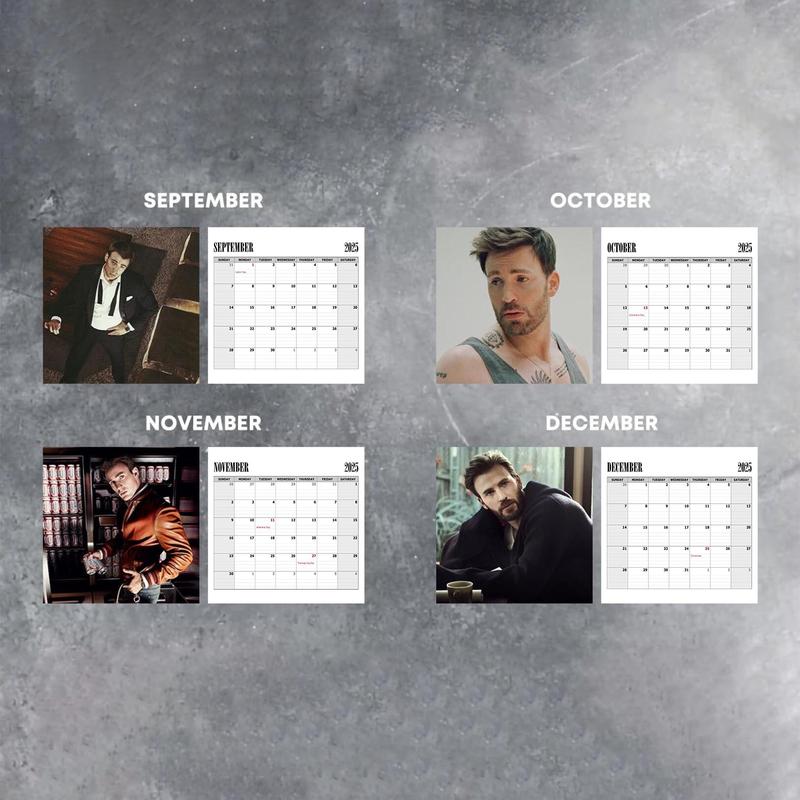 SEPTEMBER
SEPTEMBER 2025
SUNDAY MONDAY TUESDAY WEDNESDAY THURSDAY FRIDAY SATURDAY
31 1 2 3 4 5 6
Labor Day
7 8 9 10 11 12 13
14 15 16 17 18 19 20
21 22 23 24 25 26 27
28 29 30 1 2 3 4
OCTOBER
OCTOBER 2025
SUNDAY MONDAY TUESDAY WEDNESDAY THURSDAY FRIDAY SATURDAY
28 29 30 1 2 3 4
5 6 7 8 9 10 11
12 13 14 15 16 17 18
Columbus Day
19 20 21 22 23 24 25
26 27 28 29 30 31 1
NOVEMBER
NOVEMBER 2025
SUNDAY MONDAY TUESDAY WEDNESDAY THURSDAY FRIDAY SATURDAY
26 27 28 29 30 31 1
2 3 4 5 6 7 8
9 10 11 12 13 14 15
Veterans Day
16 17 18 19 20 21 22
23 24 25 26 27 28 29
Thanksgiving Day
30 1 2 3 4 5 6
DECEMBER
DECEMBER 2025
SUNDAY MONDAY TUESDAY WEDNESDAY THURSDAY FRIDAY SATURDAY
30 1 2 3 4 5 6
7 8 9 10 11 12 13
14 15 16 17 18 19 20
21 22 23 24 25 26 27
Christmas
28 29 30 31 1 2 3